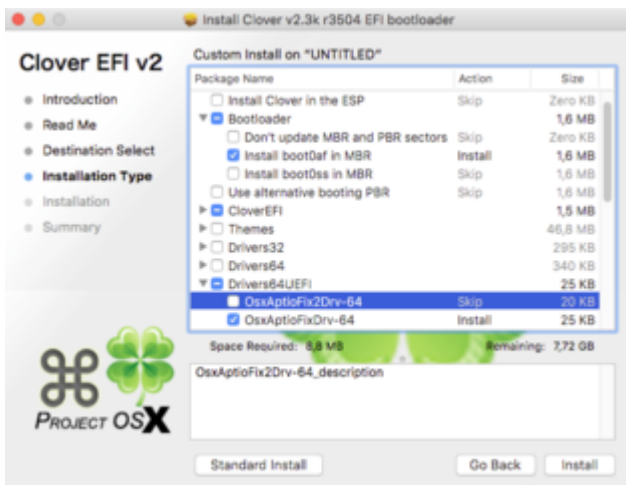 Install Clover v2.3k r3504 EFI bootloader
Clover EFI v2
Introduction
Read Me
Destination Select
Installation Type
Installation
Summary
Custom Install on "UNTITLED"
Package Name Action Size
Install Clover in the ESP Skip Zero KB
Bootloader 1,6 MB
Don't update MBR and PBR sectors Skip Zero KB
Install boot0af in MBR Install 1,6 MB
Install boot0ss in MBR Skip 1,6 MB
Use alternative booting PBR Skip 1,6 MB
CloverEFI 1,5 MB
Themes 46,8 MB
Drivers32 295 KB
Drivers64 340 KB
Drivers64UEFI 25 KB
OsxAptioFix2Drv-64 Skip 20 KB
OsxAptioFixDrv-64 Install 25 KB
Space Required: 8,8 MB Remaining: 7,72 GB
OsxAptioFix2Drv-64_description
PROJECT OSX
Standard Install Go Back Install